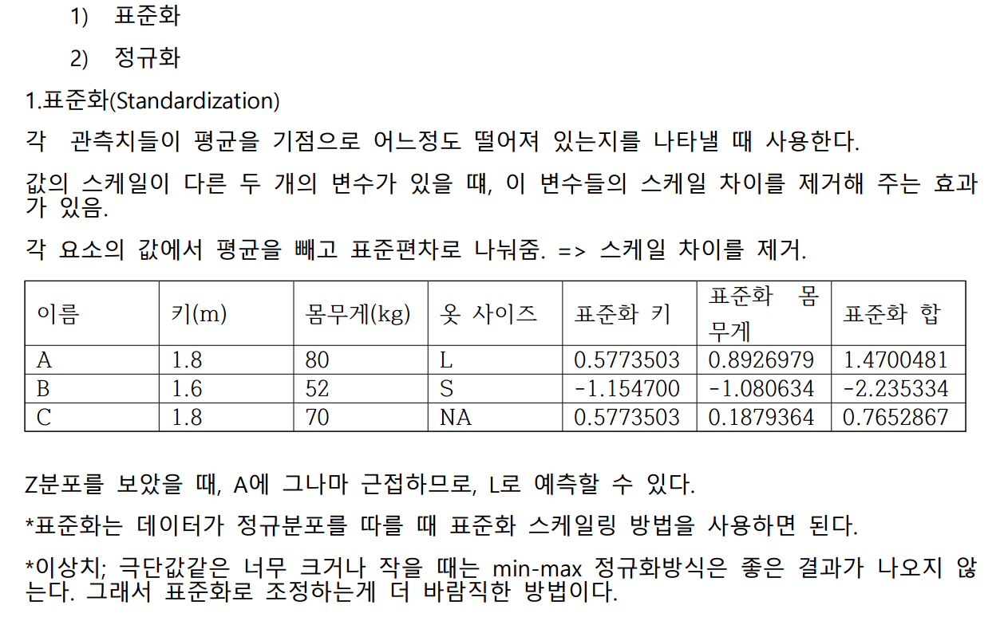 1) 표준화
2) 정규화
1.표준화(Standardization)
각 관측치들이 평균을 기점으로 어느정도 떨어져 있는지를 나타낼 때 사용한다.
값의 스케일이 다른 두 개의 변수가 있을 떄, 이 변수들의 스케일 차이를 제거해 주는 효과
가 있음.
각 요소의 값에서 평균을 빼고 표준편차로 나눠줌. => 스케일 차이를 제거.
이름 키(m) 몸무게(kg) 옷 사이즈 표준화 키 표준화 몸무게 표준화 합
A 1.8 80 L 0.5773503 0.8926979 1.4700481
B 1.6 52 S -1.154700 -1.080634 -2.235334
C 1.8 70 NA 0.5773503 0.1879364 0.7652867
Z분포를 보았을 때, A에 그나마 근접하므로, L로 예측할 수 있다.
*표준화는 데이터가 정규분포를 따를 때 표준화 스케일링 방법을 사용하면 된다.
*이상치; 극단값같은 너무 크거나 작을 때는 min-max 정규화방식은 좋은 결과가 나오지 않
는다. 그래서 표준화로 조정하는게 더 바람직한 방법이다.